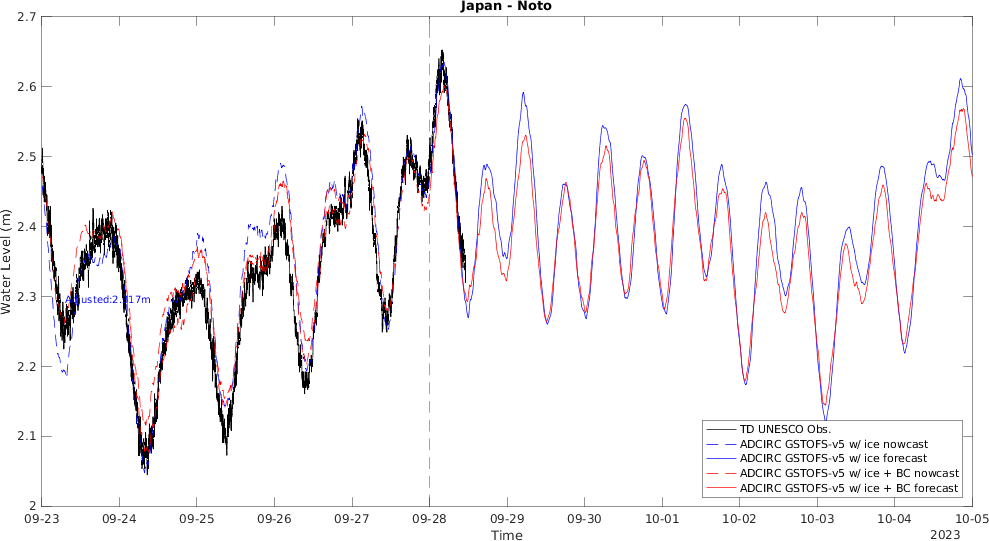 Japan - Noto
2.7
2.6
2.5
2.4
2.3
2.2
2.1
2
Water Level (m)
TD UNESCO Obs.
ADCIRC GSTOFS-v5 w/ ice nowcast
ADCIRC GSTOFS-v5 w/ ice forecast
ADCIRC GSTOFS-v5 w/ ice + BC nowcast
ADCIRC GSTOFS-v5 w/ ice + BC forecast
09-23 09-24 09-25 09-26 09-27 09-28 09-29 09-30 10-01 10-02 10-03 10-04 10-05
Time
2023